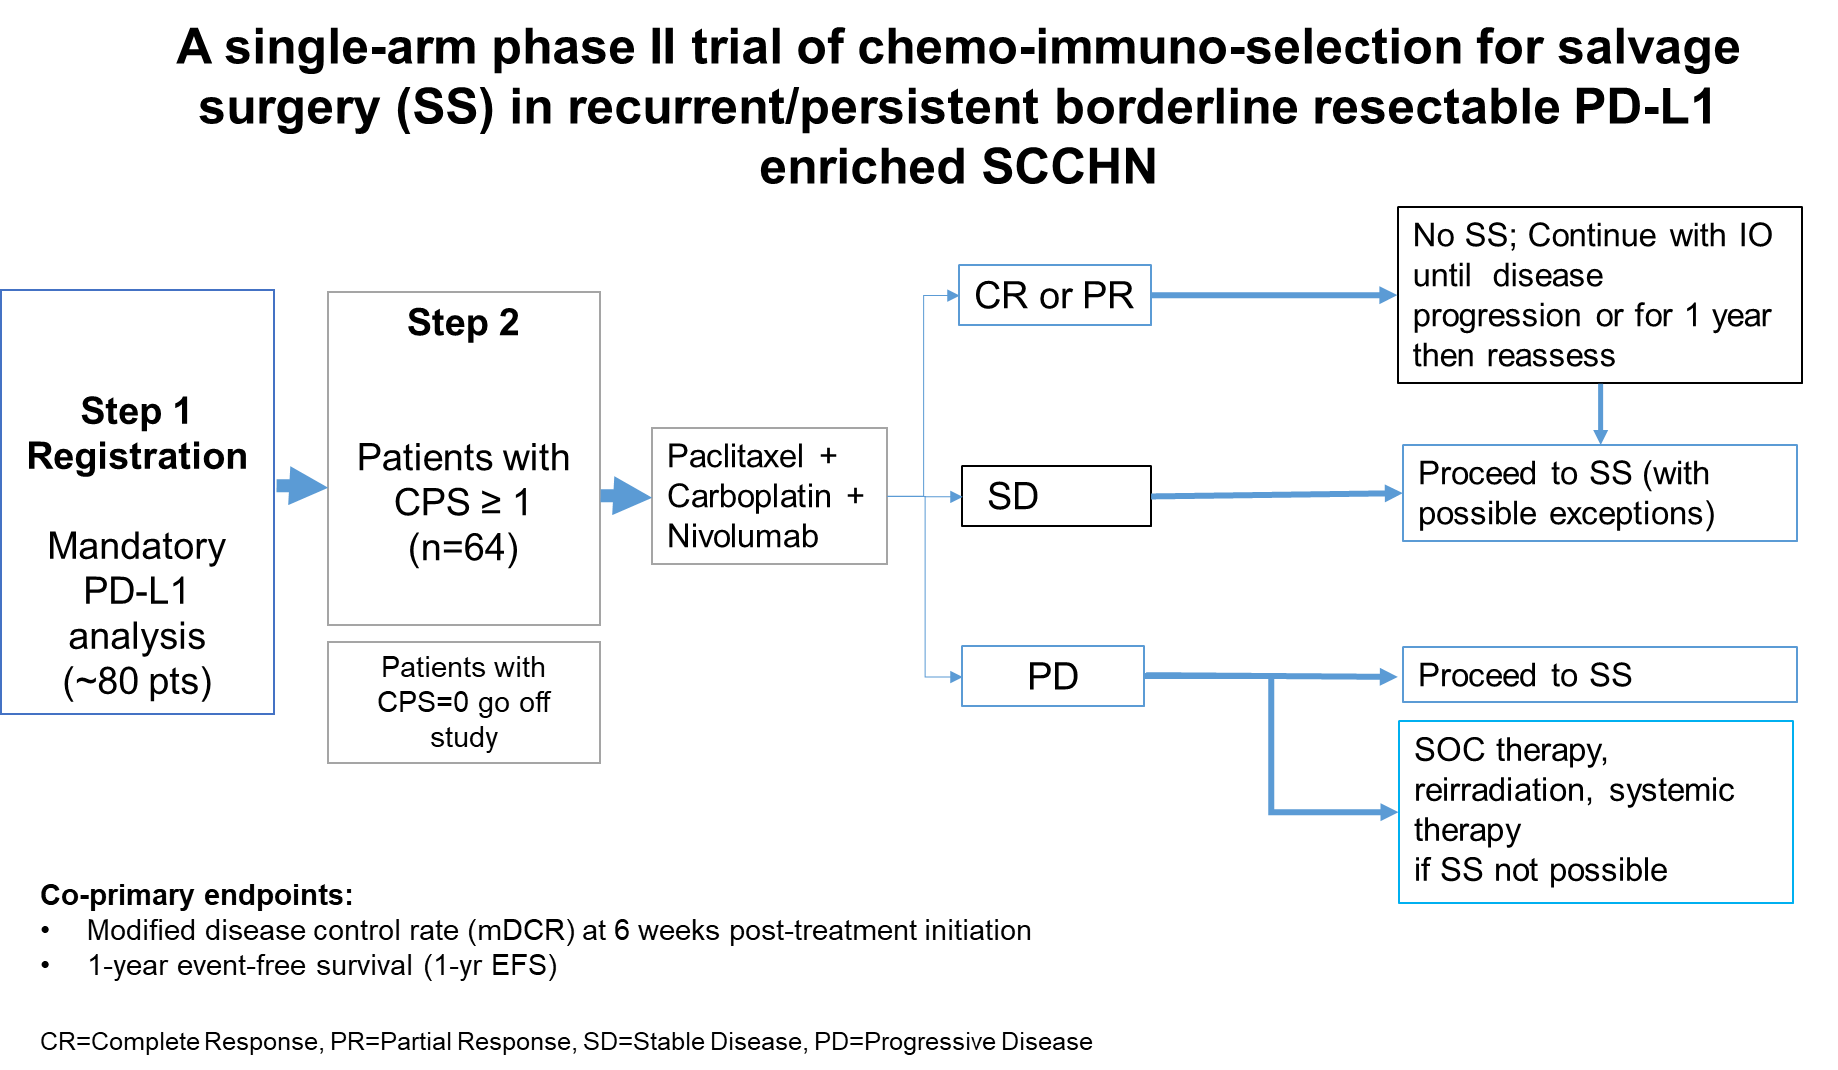 A single-arm phase II trial of chemo-immuno-selection for salvage
surgery (SS) in recurrent/persistent borderline resectable PD-L1
enriched SCCHN
Step 1
Registration
Mandatory
PD-L1
analysis
(~80 pts)
Step 2
Patients with
CPS ≥ 1
(n=64)
Patients with
CPS=0 go off
study
Paclitaxel +
Carboplatin +
Nivolumab
CR or PR
No SS; Continue with IO
until disease
progression or for 1 year
then reassess
SD
Proceed to SS (with
possible exceptions)
PD
Proceed to SS
SOC therapy,
reirradiation, systemic
therapy
if SS not possible
Co-primary endpoints:
• Modified disease control rate (mDCR) at 6 weeks post-treatment initiation
• 1-year event-free survival (1-yr EFS)
CR=Complete Response, PR=Partial Response, SD=Stable Disease, PD=Progressive Disease